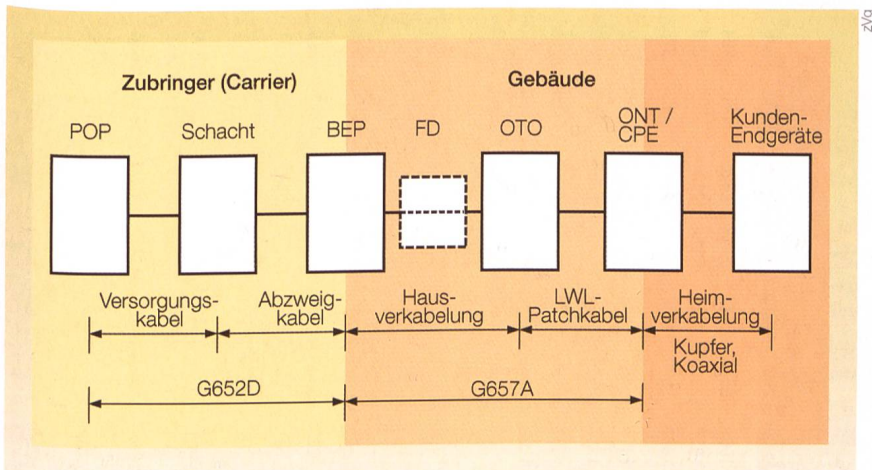 zVg
Zubringer (Carrier)
Gebäude
POP
Schacht
BEP
FD
OTO
ONT /
CPE
Kunden-
Endgeräte
Versorgungs-
kabel
Abzweig-
kabel
Haus-
verkabelung
LWL-
Patchkabel
Heim-
verkabelung
Kupfer,
Koaxial
G652D
G657A